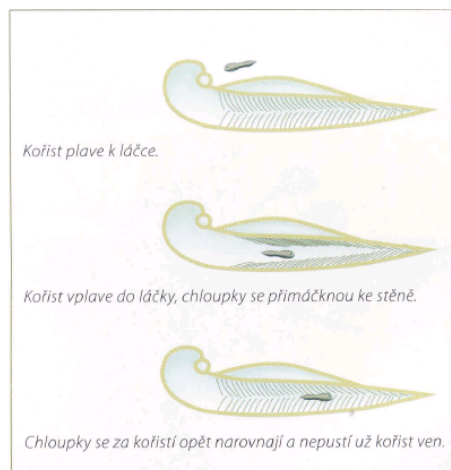 Kořist plave k láčce.
Kořist vplave do láčky, chloupky se přimáčknou ke stěně.
Chloupky se za kořistí opět narovnají a nepustí už kořist ven.